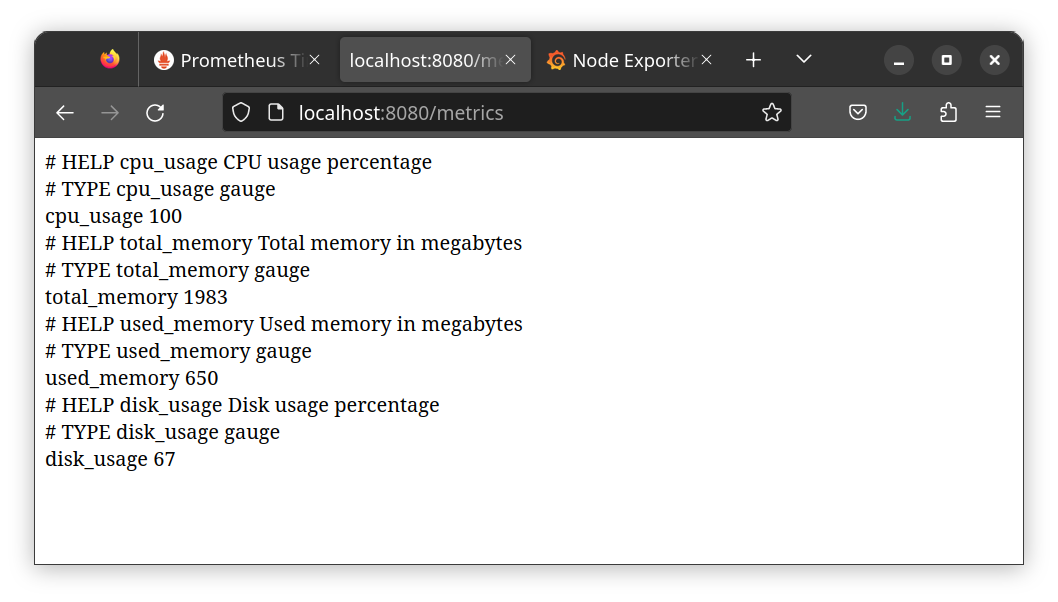 Prometheus Ti
localhost:8080/m
Node Exporter
localhost:8080/metrics
# HELP cpu_usage CPU usage percentage
# TYPE cpu_usage gauge
cpu_usage 100
# HELP total_memory Total memory in megabytes
# TYPE total_memory gauge
total_memory 1983
# HELP used_memory Used memory in megabytes
# TYPE used_memory gauge
used_memory 650
# HELP disk_usage Disk usage percentage
# TYPE disk_usage gauge
disk_usage 67